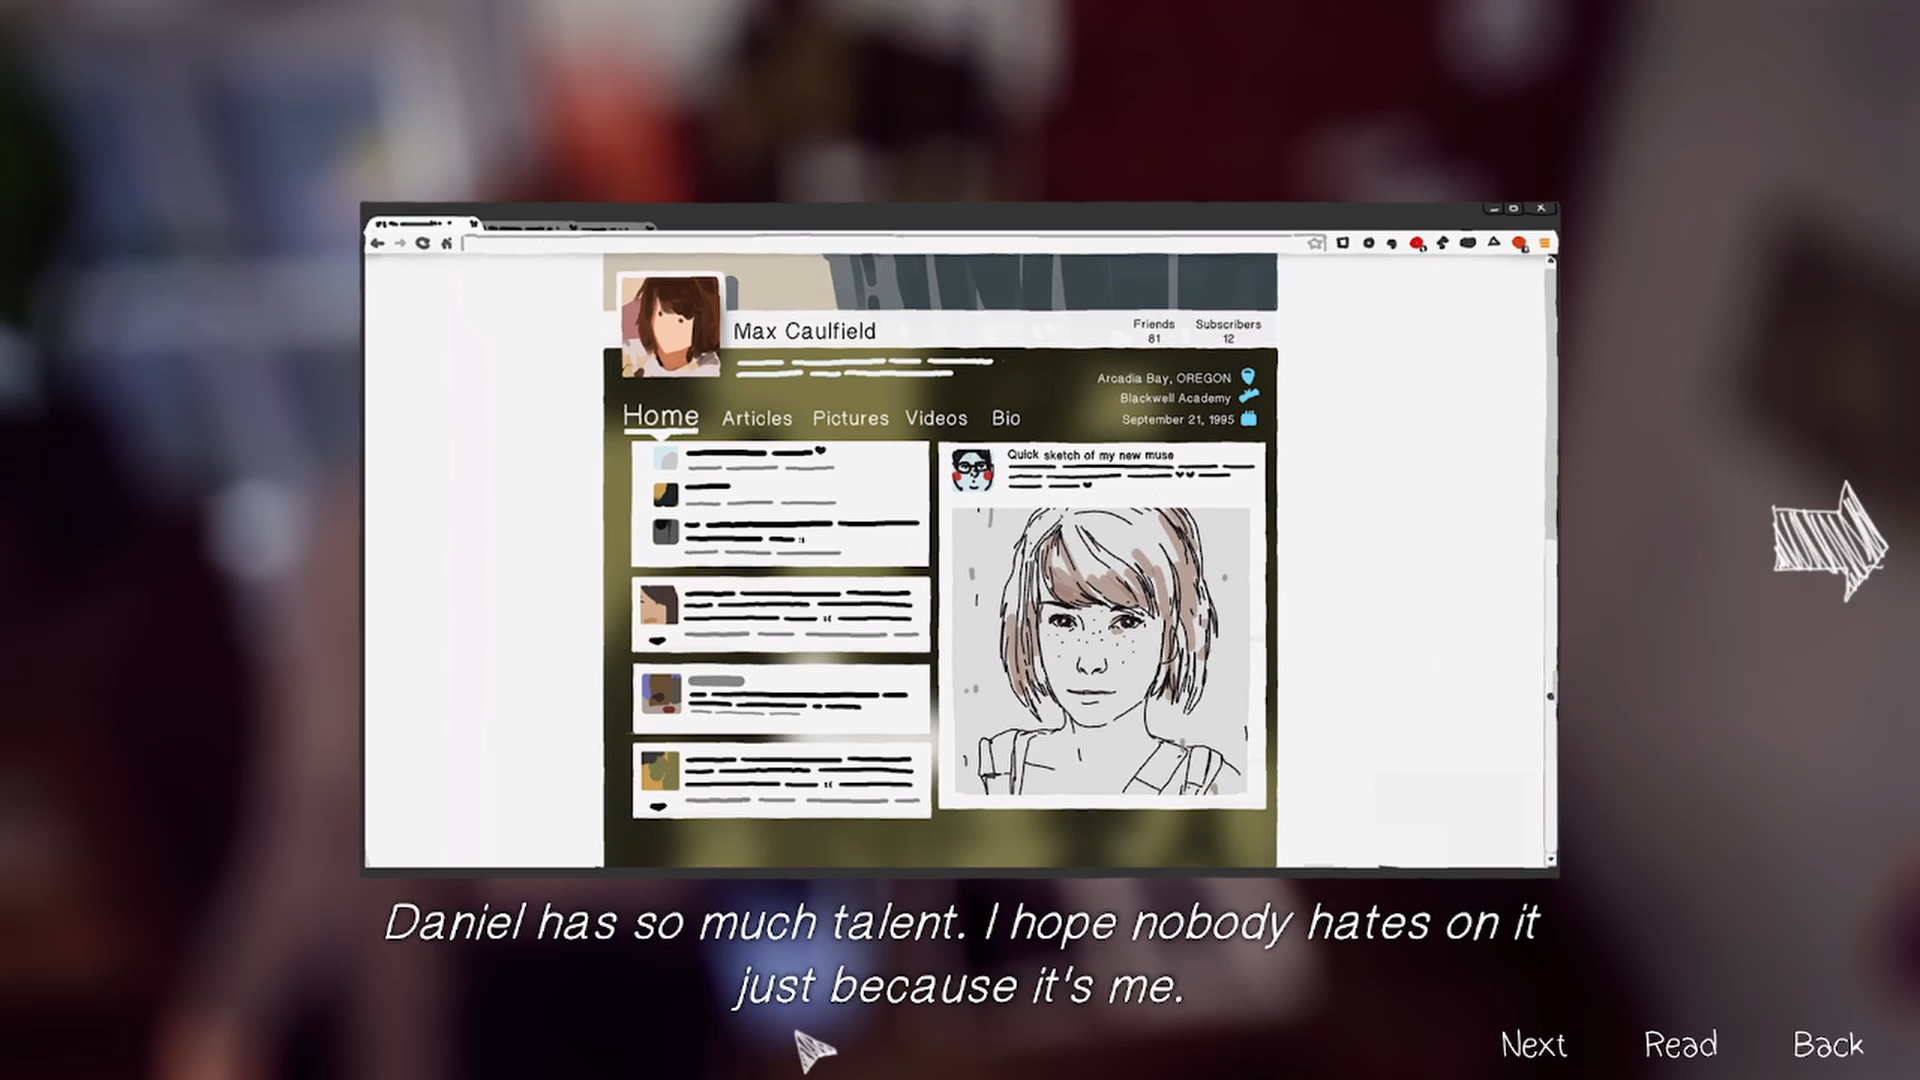 Max Caulfield
Friends
81
Subscribers
12
Arcadia Bay, OREGON
Blackwell Academy
September 21, 1995
Home Articles Pictures Videos Bio
Quick sketch of my new muse
Daniel has so much talent. I hope nobody hates on it
just because it's me.
Next Read Back